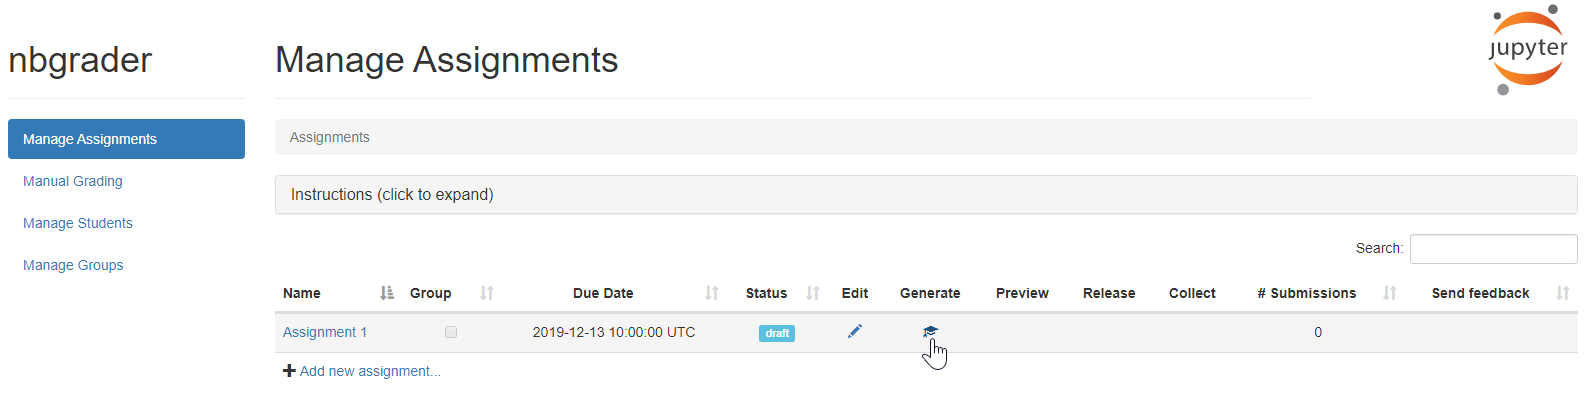 nbgrader
Manage Assignments
jupyter
Manage Assignments
Manual Grading
Manage Students
Manage Groups
Assignments
Instructions (click to expand)
Search:
Name Group Due Date Status Edit Generate Preview Release Collect # Submissions Send feedback
Assignment 1 2019-12-13 10:00:00 UTC draft 0
Add new assignment...